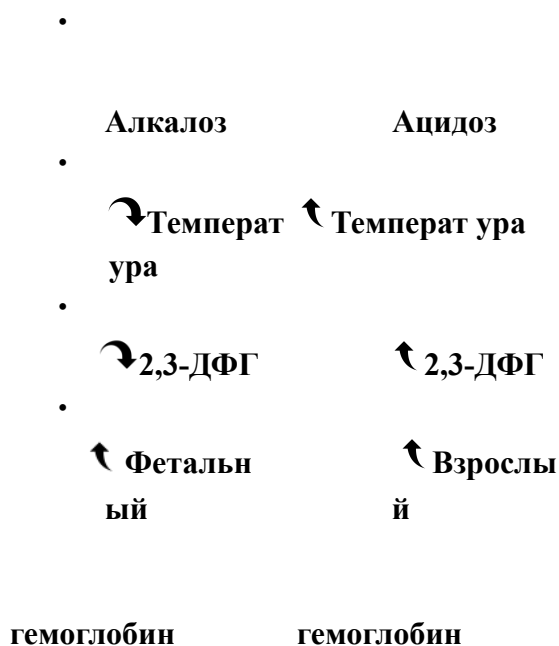 •
Алкалоз Ацидоз
•
Температ Температ ура
ура
•
2,3-ДФГ 2,3-ДФГ
•
Фетальн Взрослы
ый й
гемоглобин гемоглобин